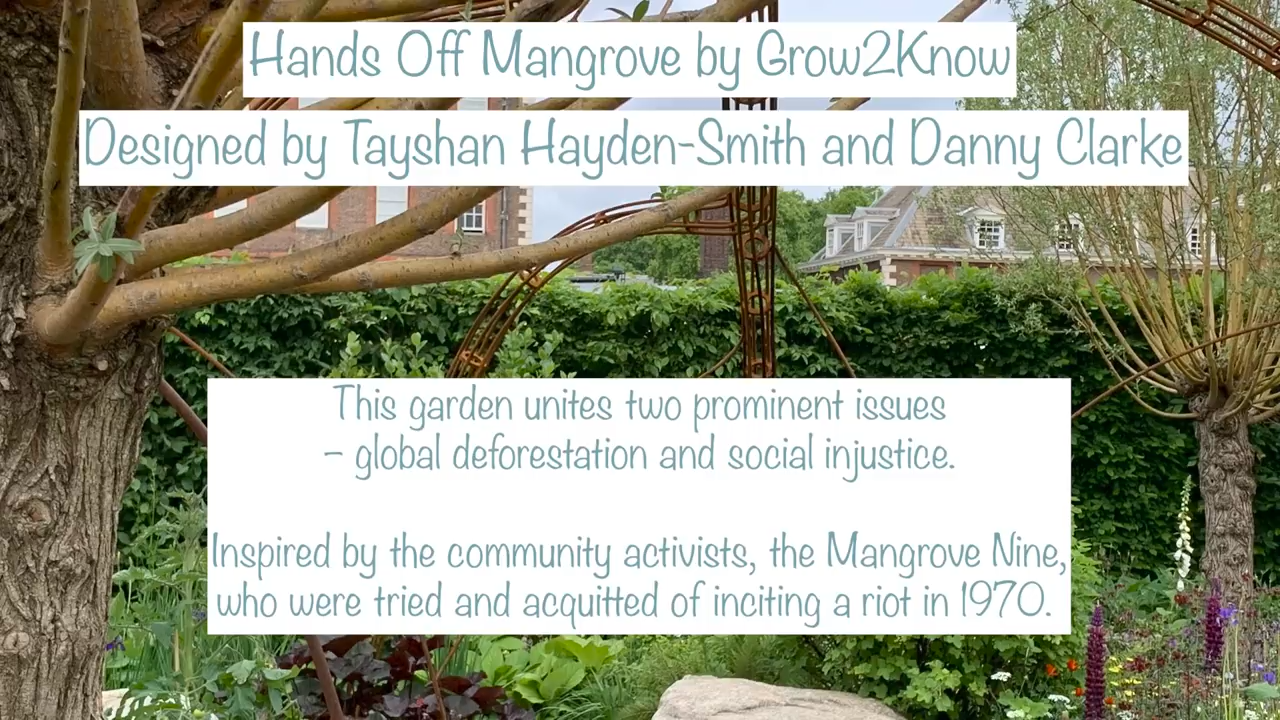 Hands Off Mangrove by Grow2Know
Designed by Tayshan Hayden-Smith and Danny Clarke
This garden unites two prominent issues
– global deforestation and social injustice.
Inspired by the community activists, the Mangrove Nine,
who were tried and acquitted of inciting a riot in 1970.